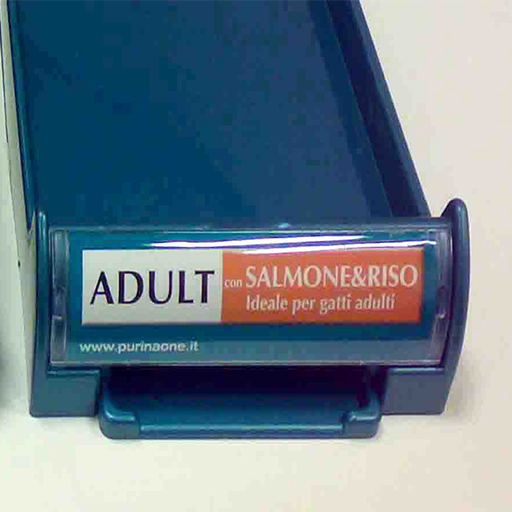 ADULT
con SALMONE&RISO
Ideale per gatti adulti
www.purinaone.it